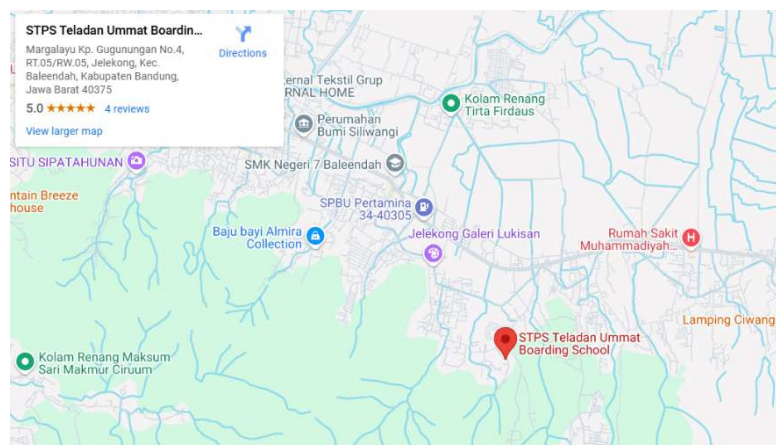 STPS Teladan Ummat Boardin...
Margalayu Kp. Gugunungan No.4,
RT.05/RW.05, Jelekong, Kec.
Baleendah, Kabupaten Bandung,
Jawa Barat 40375
5.0 ★★★★★ 4 reviews
View larger map
Directions
ternal Tekstil Grup
RNAL HOME
Perumahan
Bumi Siliwangi
Kolam Renang
Tirta Firdaus
SITU SIPATAHUNAN
SMK Negeri 7 Baleendah
ntain Breeze
house
SPBU Pertamina
34-40305
Baju bayi Almira
Collection
Jelekong Galeri Lukisan
Rumah Sakit
Muhammadiyah...
Lamping Ciwang
STPS Teladan Ummat
Boarding School
Kolam Renang Maksum
Sari Makmur Ciruum